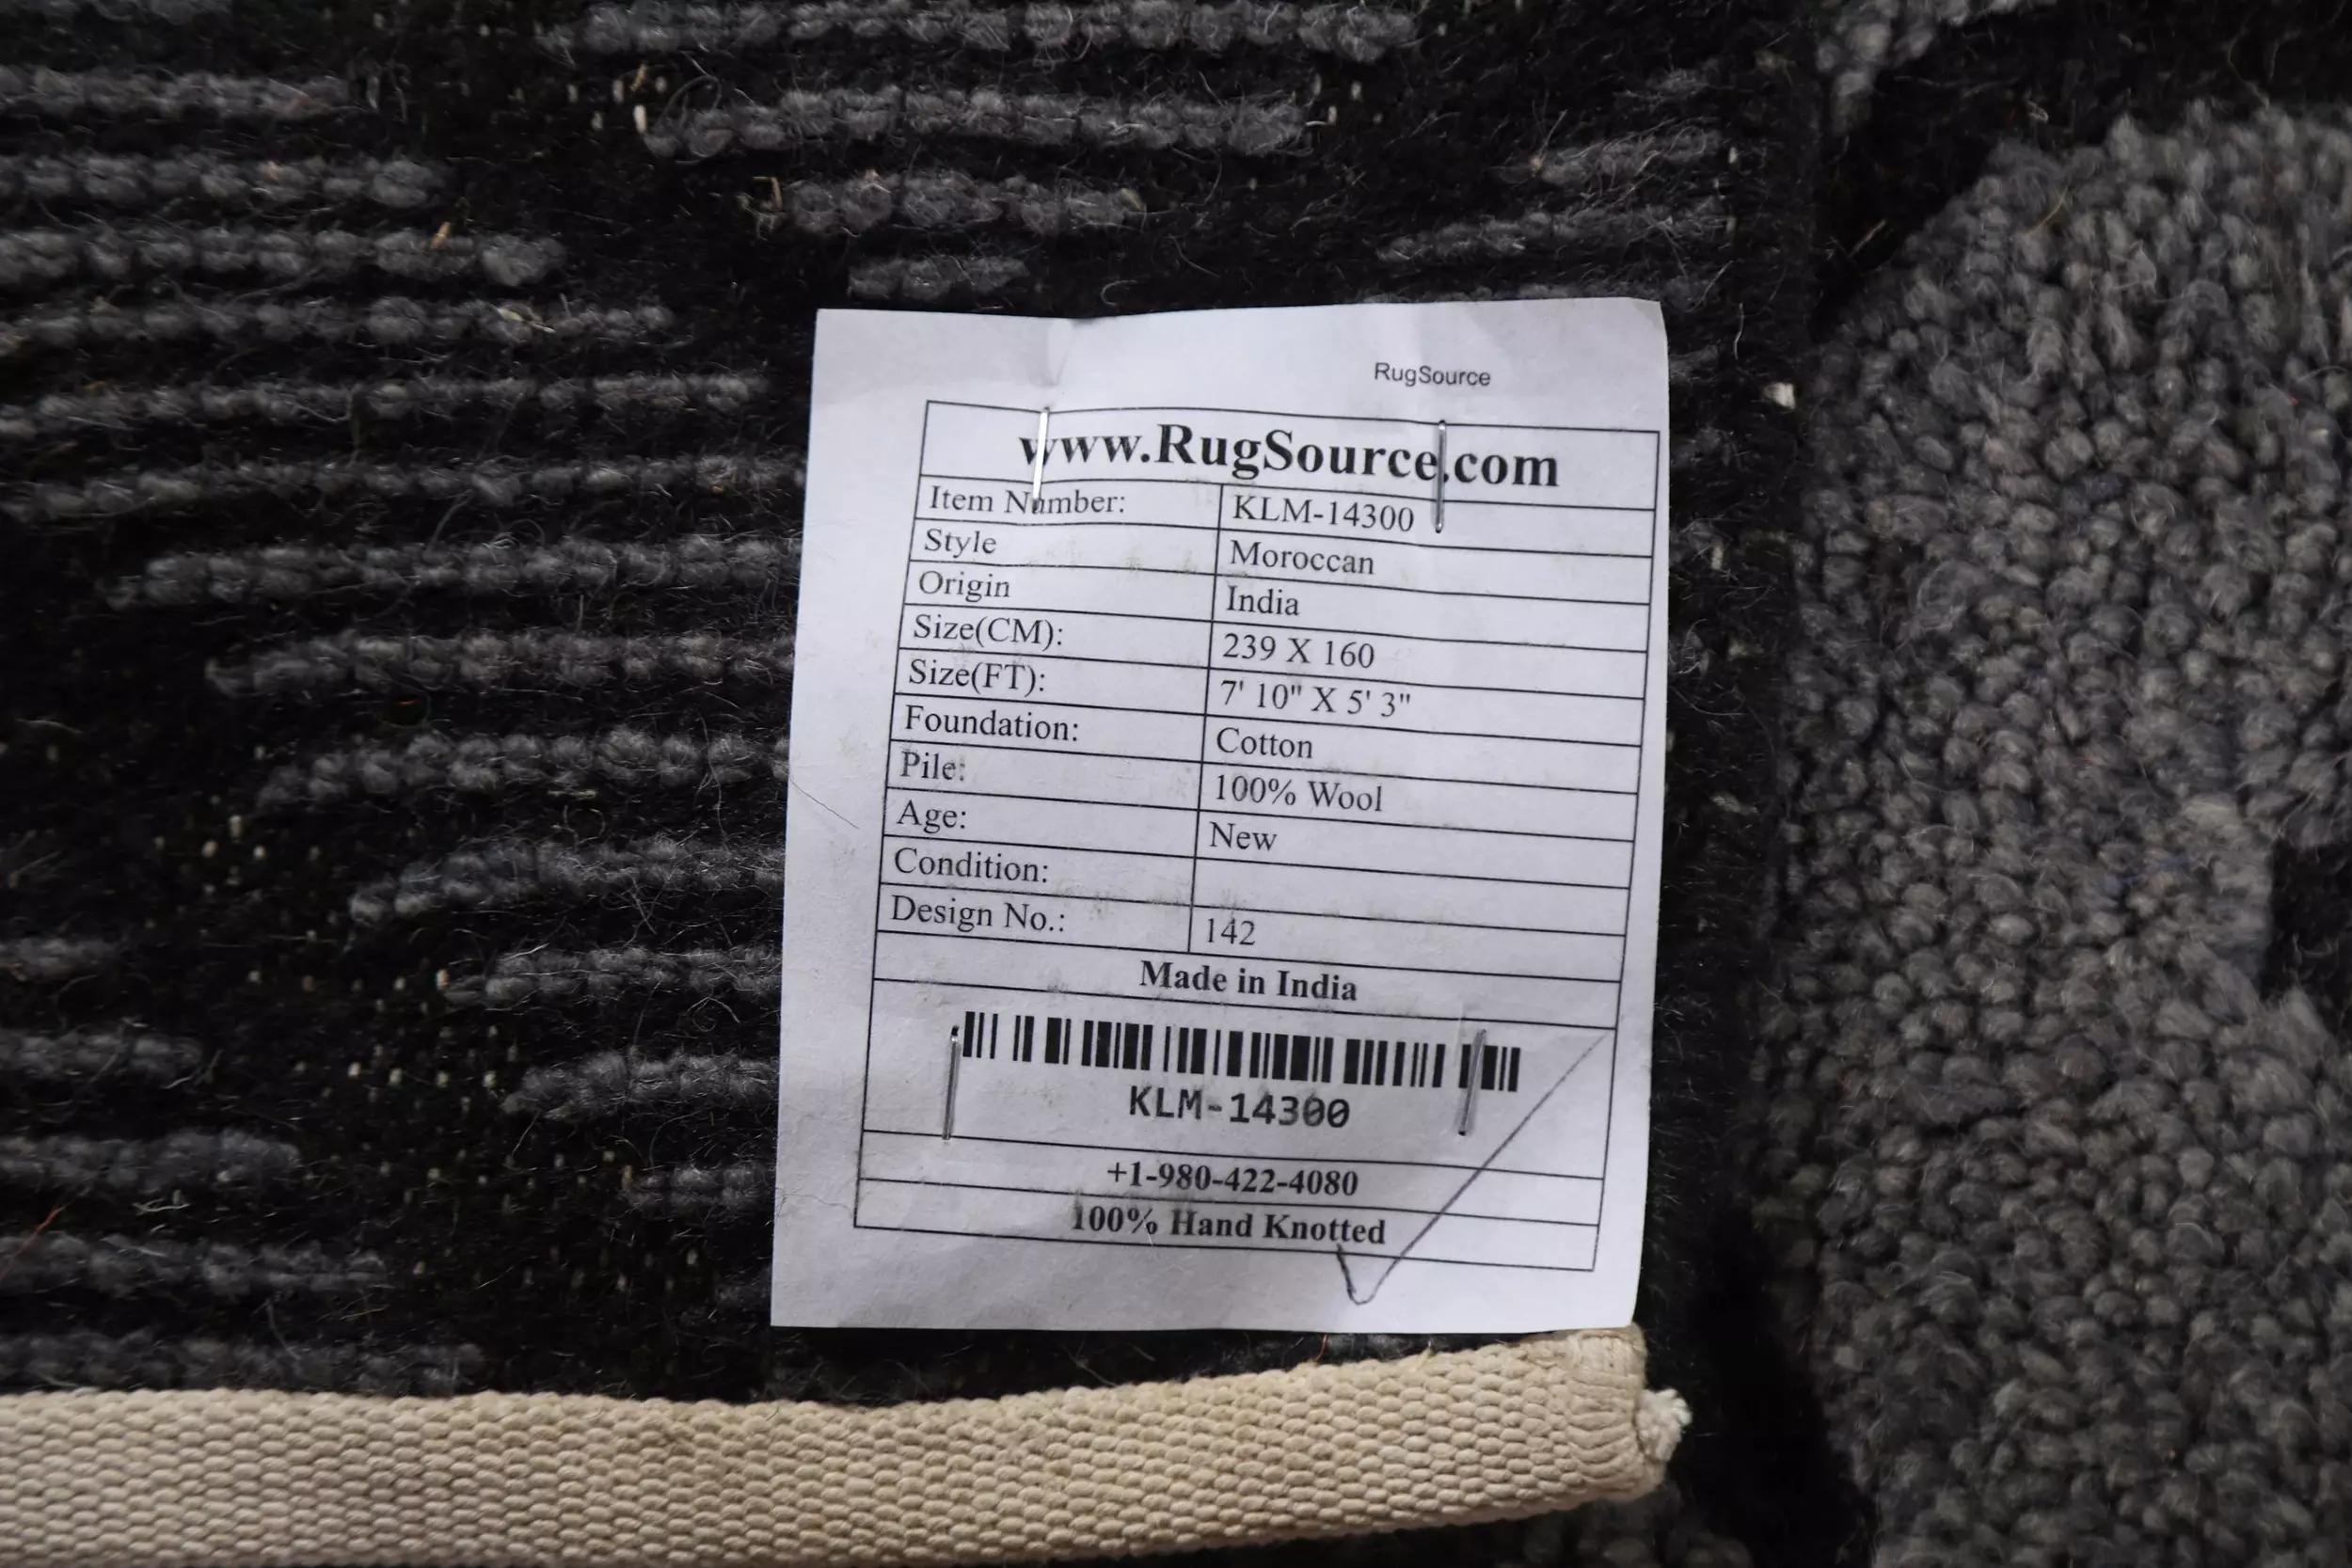 RugSource
www.RugSource.com
Item Number: KLM-14300
Style Moroccan
Origin India
Size(CM): 239 X 160
Size(FT): 7' 10" X 5' 3"
Foundation: Cotton
Pile: 100% Wool
Age: New
Condition:
Design No.: 142
Made in India
KLM-14300
+1-980-422-4080
100% Hand Knotted